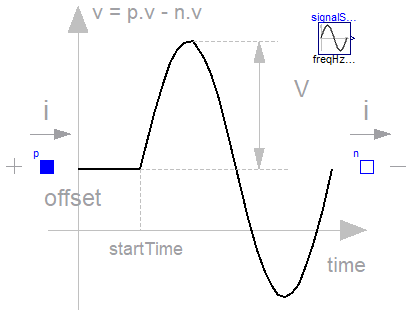 v = p.v - n.v
signalS...
freqHz...
V
i
i
+
p
n
−
offset
startTime
time